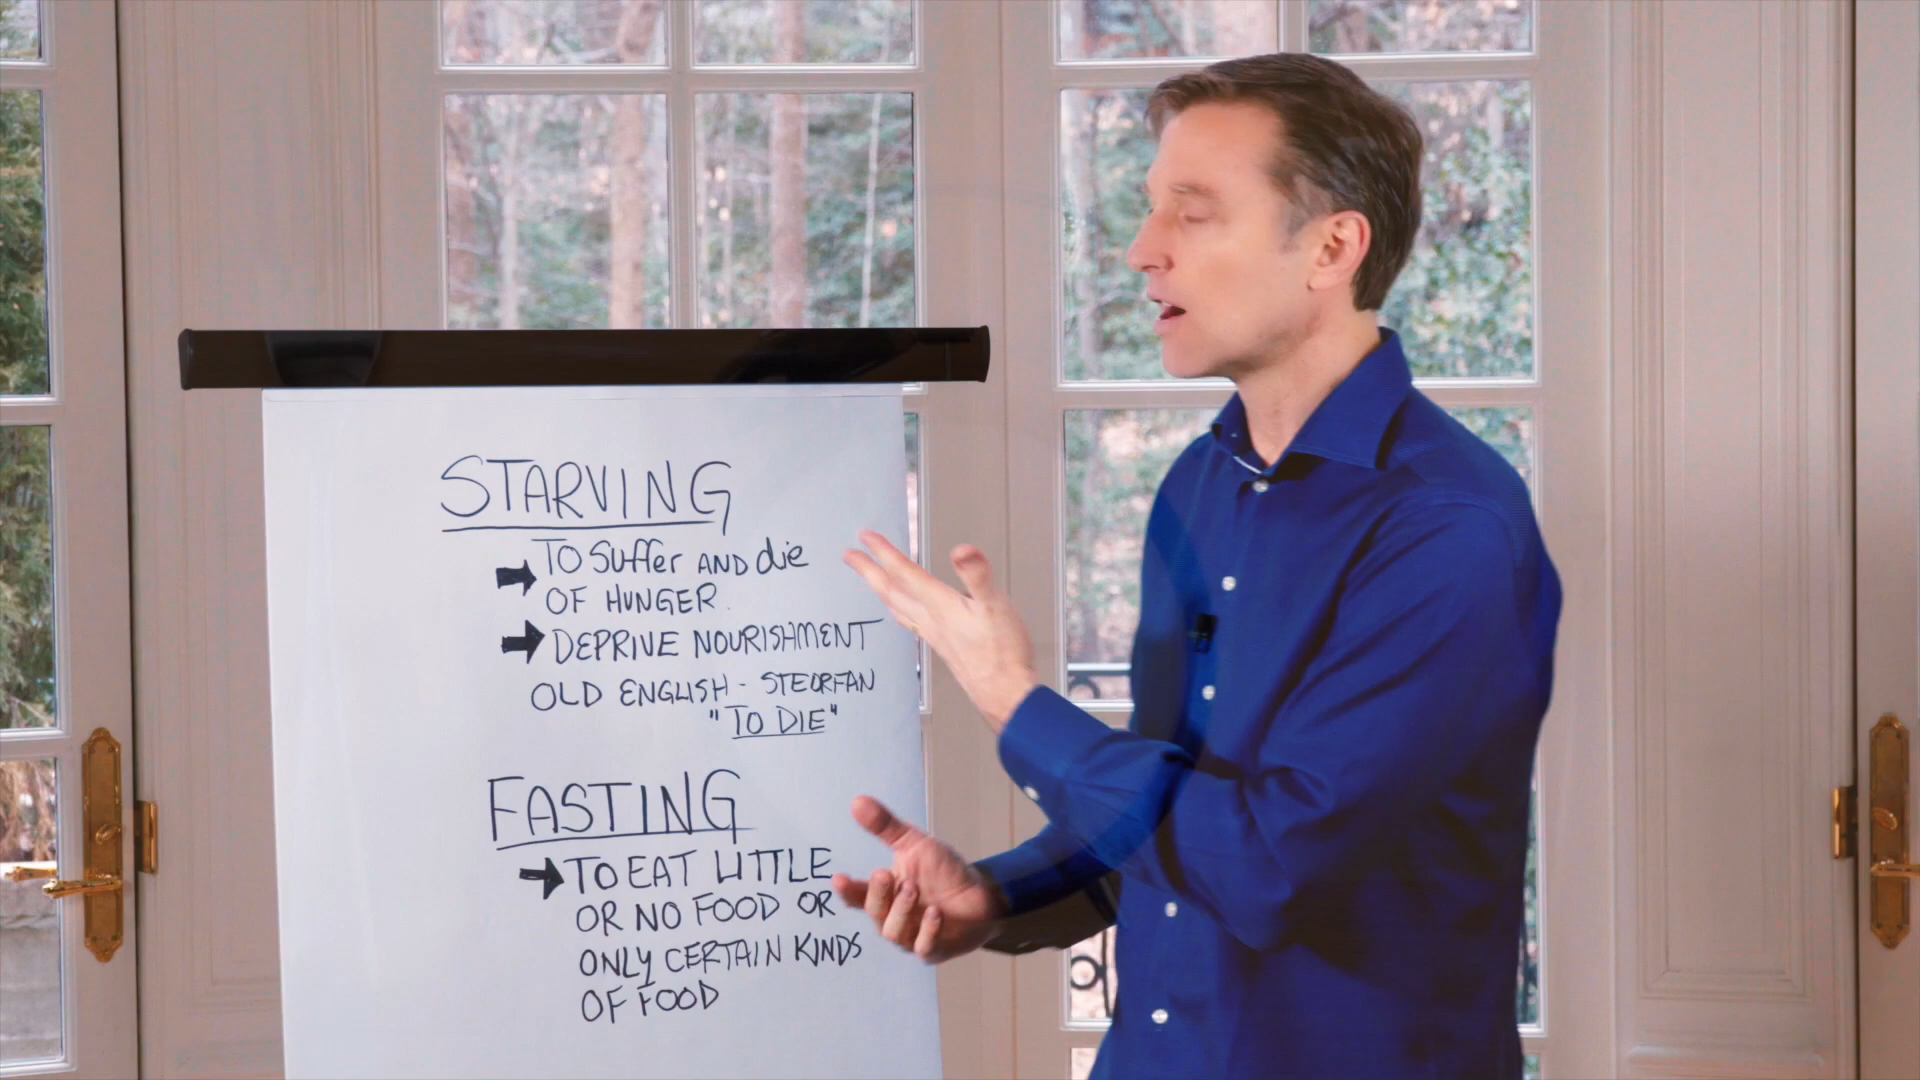 STARVING
TO Suffer AND die
OF HUNGER.
DEPRIVE NOURISHMENT
OLD ENGLISH - STEORFAN
"TO DIE"
FASTING
TO EAT LITTLE
OR NO FOOD OR
ONLY CERTAIN KINDS
OF FOOD